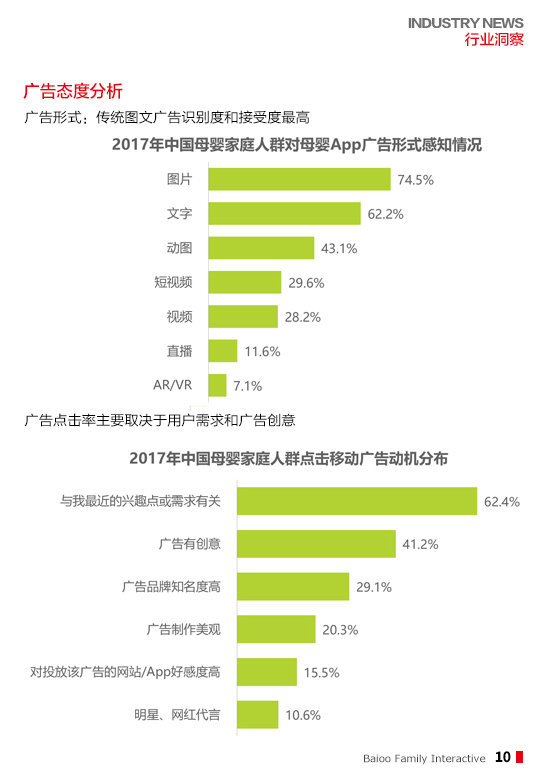 INDUSTRY NEWS
行业洞察
广告态度分析
广告形式：传统图文广告识别度和接受度最高
2017年中国母婴家庭人群对母婴App广告形式感知情况
图片 74.5%
文字 62.2%
动图 43.1%
短视频 29.6%
视频 28.2%
直播 11.6%
AR/VR 7.1%
广告点击率主要取决于用户需求和广告创意
2017年中国母婴家庭人群点击移动广告动机分布
与我最近的兴趣点或需求有关 62.4%
广告有创意 41.2%
广告品牌知名度高 29.1%
广告制作美观 20.3%
对投放该广告的网站/App好感度高 15.5%
明星、网红代言 10.6%
Baioo Family Interactive 10